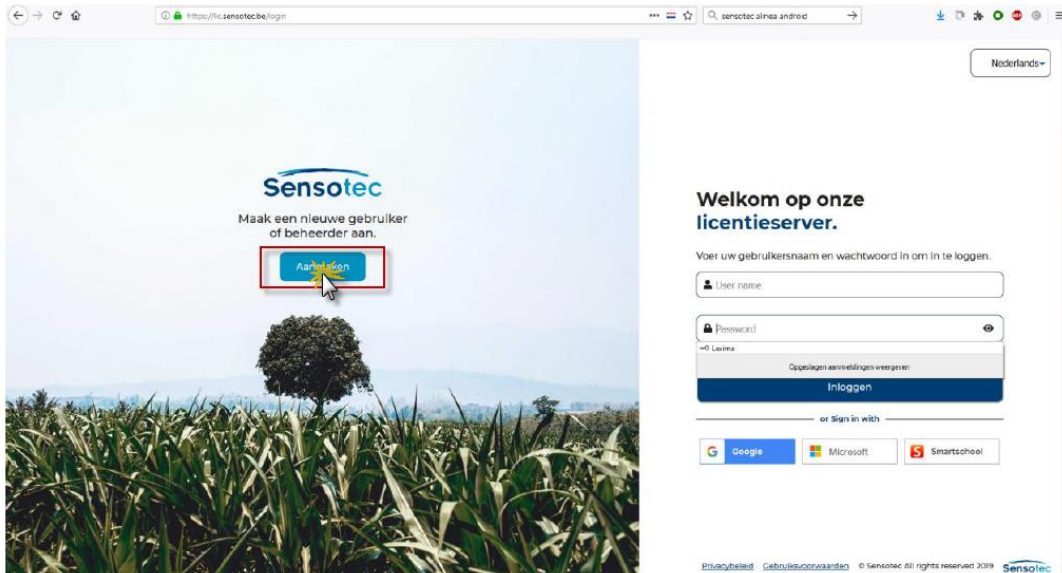 https://lic.sensotec.be/login
sensotec alinea android
Nederlands
Sensotec
Maak een nieuwe gebruiker
of beheerder aan.
Aanmaken
Welkom op onze
licentieserver.
Voer uw gebruikersnaam en wachtwoord in om in te loggen.
User name
Password
Lexima
Opgeslagen aanmeldingen weergeven
Inloggen
or Sign in with
Google
Microsoft
Smartschool
Privacybeleid Gebruiksvoorwaarden © Sensotec All rights reserved 2019 Sensotec